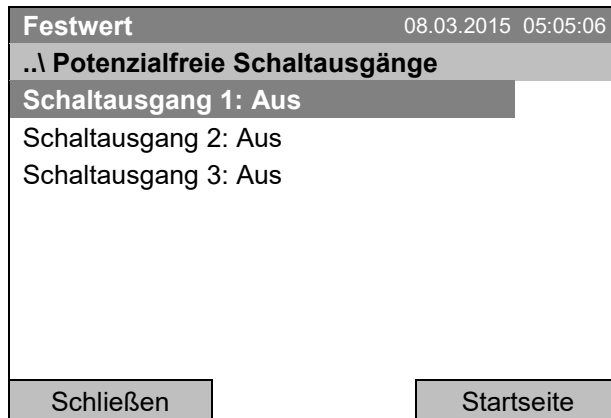 Festwert 08.03.2015 05:05:06
..\ Potenzialfreie Schaltausgänge
Schaltausgang 1: Aus
Schaltausgang 2: Aus
Schaltausgang 3: Aus
Schließen Startseite